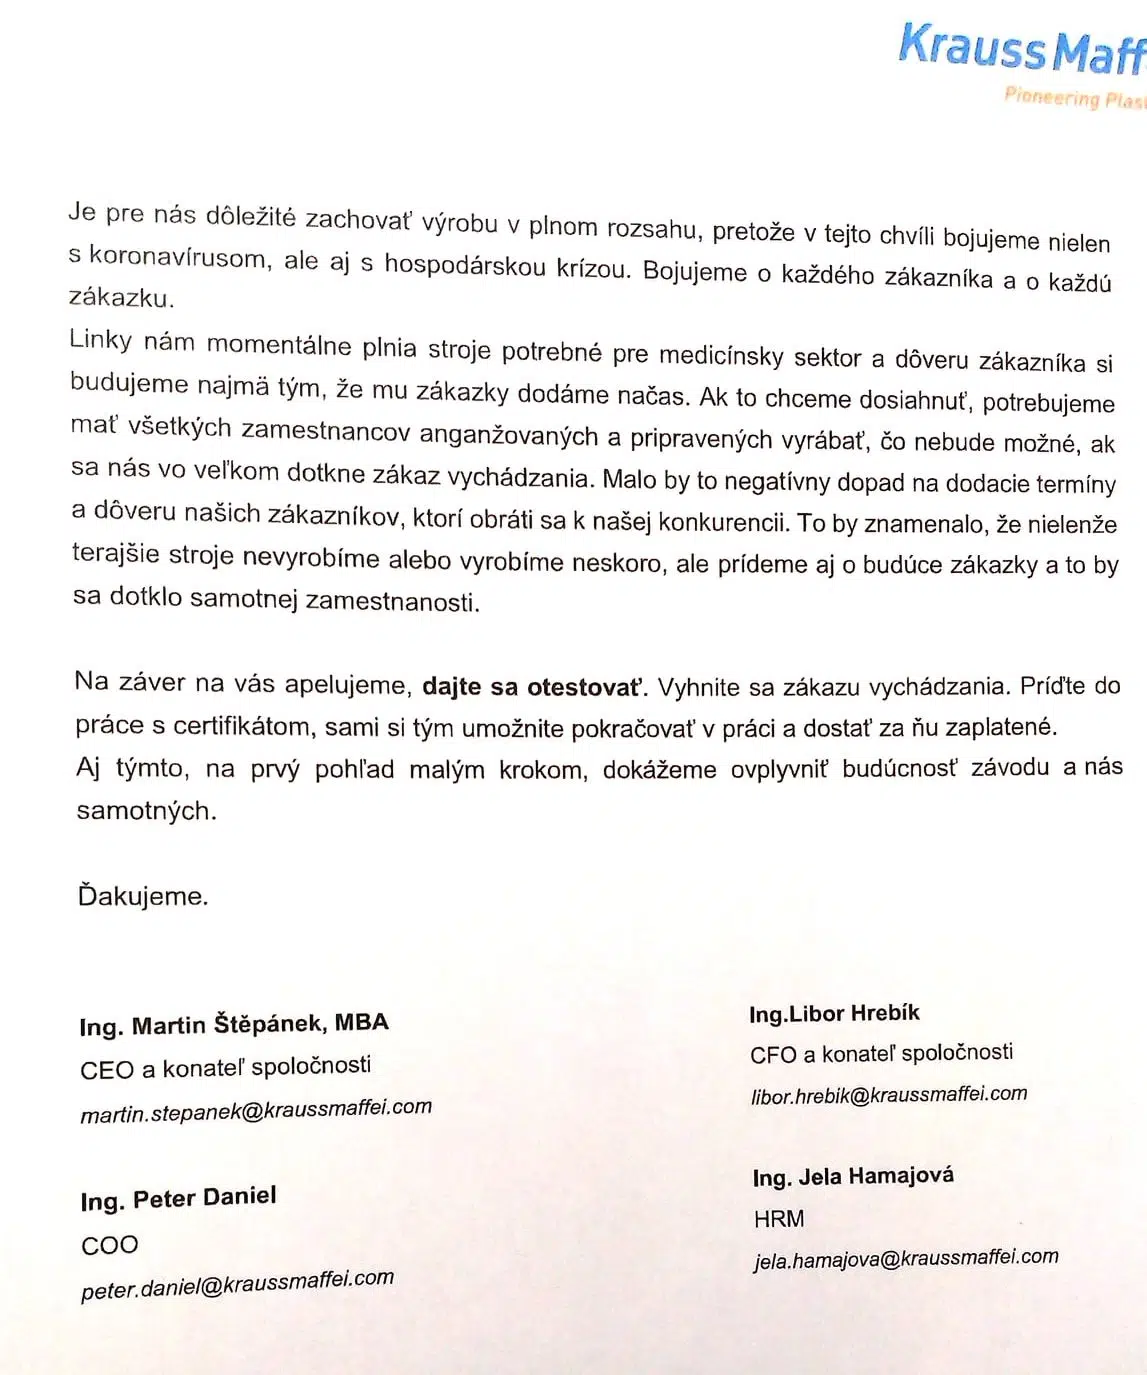 KraussMaff
Pioneering Plas
Je pre nás dôležité zachovať výrobu v plnom rozsahu, pretože v tejto chvíli bojujeme nielen
s koronavírusom, ale aj s hospodárskou krízou. Bojujeme o každého zákazníka a o každú
zákazku.
Linky nám momentálne plnia stroje potrebné pre medicínsky sektor a dôveru zákazníka si
budujeme najmä tým, že mu zákazky dodáme načas. Ak to chceme dosiahnuť, potrebujeme
mať všetkých zamestnancov anganžovaných a pripravených vyrábať, čo nebude možné, ak
sa nás vo veľkom dotkne zákaz vychádzania. Malo by to negatívny dopad na dodacie termíny
a dôveru našich zákazníkov, ktorí obráti sa k našej konkurencii. To by znamenalo, že nielenže
terajšie stroje nevyrobíme alebo vyrobíme neskoro, ale prídeme aj o budúce zákazky a to by
sa dotklo samotnej zamestnanosti.
Na záver na vás apelujeme, dajte sa otestovať. Vyhnite sa zákazu vychádzania. Príďte do
práce s certifikátom, sami si tým umožnite pokračovať v práci a dostať za ňu zaplatené.
Aj týmto, na prvý pohľad malým krokom, dokážeme ovplyvniť budúcnosť závodu a nás
samotných.
Ďakujeme.
Ing. Martin Štěpánek, MBA
CEO a konateľ spoločnosti
martin.stepanek@kraussmaffei.com
Ing.Libor Hrebík
CFO a konateľ spoločnosti
libor.hrebik@kraussmaffei.com
Ing. Peter Daniel
COO
peter.daniel@kraussmaffei.com
Ing. Jela Hamajová
HRM
jela.hamajova@kraussmaffei.com